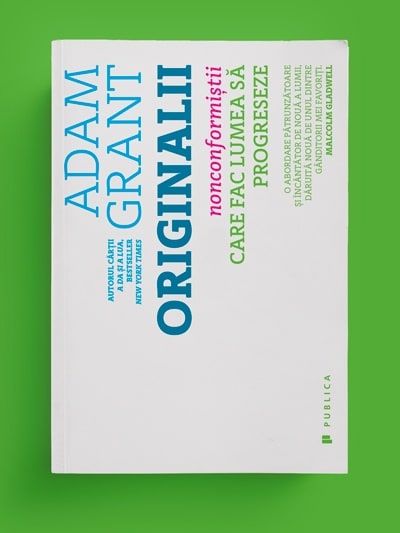 ADAM
GRANT
AUTORUL CĂRȚII
A DA ȘI A LUA,
BESTSELLER
NEW YORK TIMES
ORIGINALII
nonconformiștii
CARE FAC LUMEA SĂ
PROGRESEZE
O ABORDARE PĂTRUNZĂTOARE
ȘI ÎNCÂNTĂTOR DE NOUĂ A LUMII,
DĂRUITĂ NOUĂ DE UNUL DINTRE
GÂNDITORII MEI FAVORIȚI.
MALCOLM GLADWELL
PUBLICA